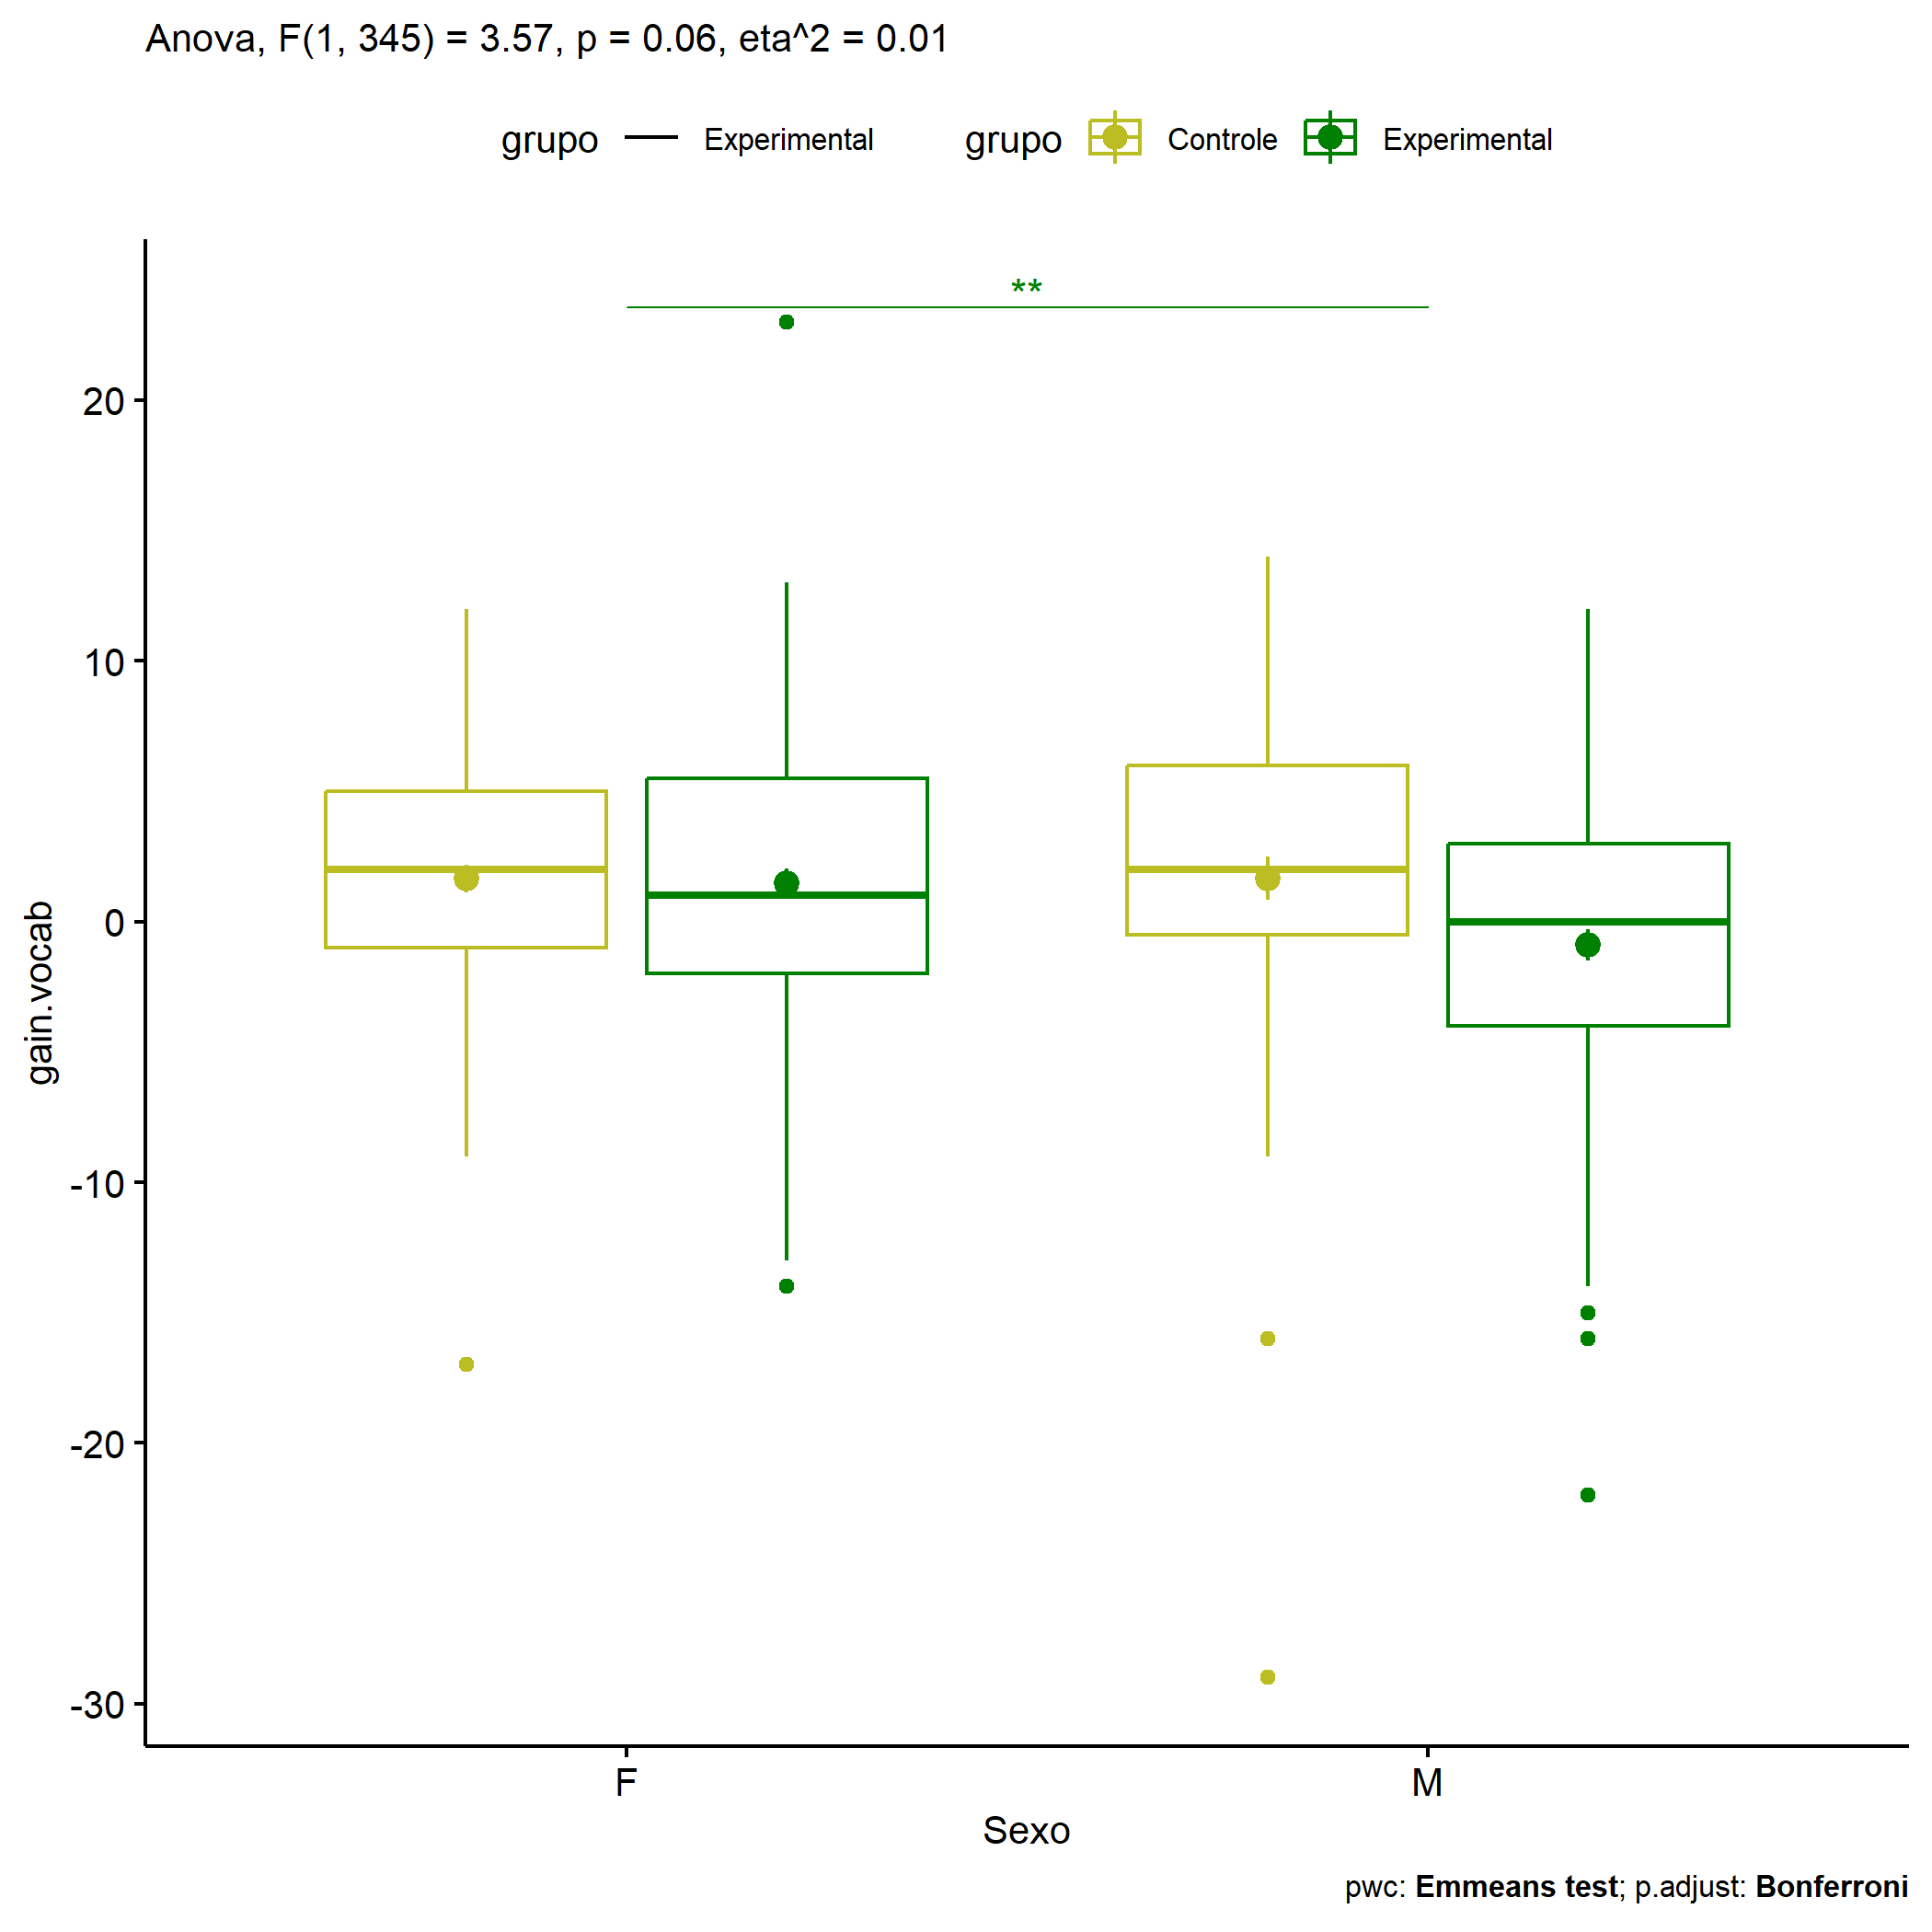 Anova, F(1, 345) = 3.57, p = 0.06, eta^2 = 0.01
grupo Experimental grupo Controle Experimental
**
20
10
0
-10
-20
-30
gain.vocab
F M
Sexo
pwc: Emmeans test; p.adjust: Bonferroni